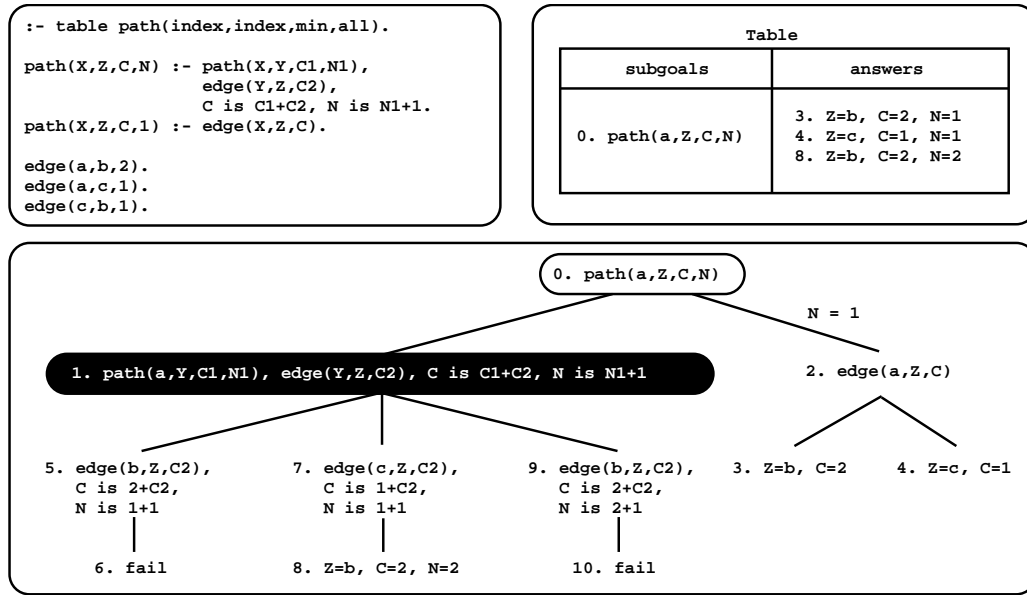 :- table path(index,index,min,all).
path(X,Z,C,N) :- path(X,Y,C1,N1),
edge(Y,Z,C2),
C is C1+C2, N is N1+1.
path(X,Z,C,1) :- edge(X,Z,C).
edge(a,b,2).
edge(a,c,1).
edge(c,b,1).
Table
subgoals answers
0. path(a,Z,C,N)
3. Z=b, C=2, N=1
4. Z=c, C=1, N=1
8. Z=b, C=2, N=2
0. path(a,Z,C,N)
N = 1
1. path(a,Y,C1,N1), edge(Y,Z,C2), C is C1+C2, N is N1+1
2. edge(a,Z,C)
5. edge(b,Z,C2),
C is 2+C2,
N is 1+1
7. edge(c,Z,C2),
C is 1+C2,
N is 1+1
9. edge(b,Z,C2),
C is 2+C2,
N is 2+1
3. Z=b, C=2
4. Z=c, C=1
6. fail
8. Z=b, C=2, N=2
10. fail